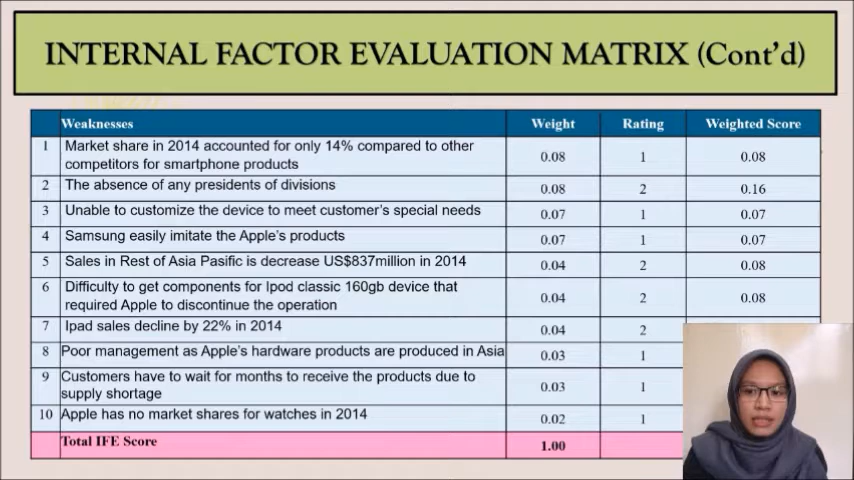 INTERNAL FACTOR EVALUATION MATRIX (Cont'd)
Weaknesses Weight Rating Weighted Score
1 Market share in 2014 accounted for only 14% compared to other
competitors for smartphone products 0.08 1 0.08
2 The absence of any presidents of divisions 0.08 2 0.16
3 Unable to customize the device to meet customer's special needs 0.07 1 0.07
4 Samsung easily imitate the Apple's products 0.07 1 0.07
5 Sales in Rest of Asia Pasific is decrease US$837million in 2014 0.04 2 0.08
6 Difficulty to get components for Ipod classic 160gb device that
required Apple to discontinue the operation 0.04 2 0.08
7 Ipad sales decline by 22% in 2014 0.04 2
8 Poor management as Apple's hardware products are produced in Asia 0.03 1
9 Customers have to wait for months to receive the products due to
supply shortage 0.03 1
10 Apple has no market shares for watches in 2014 0.02 1
Total IFE Score 1.00